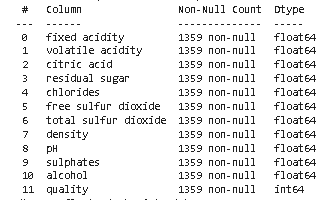 #   Column                Non-Null Count  Dtype
--- ------                --------------  -----
0   fixed acidity         1359 non-null   float64
1   volatile acidity      1359 non-null   float64
2   citric acid           1359 non-null   float64
3   residual sugar        1359 non-null   float64
4   chlorides             1359 non-null   float64
5   free sulfur dioxide   1359 non-null   float64
6   total sulfur dioxide  1359 non-null   float64
7   density               1359 non-null   float64
8   pH                    1359 non-null   float64
9   sulphates             1359 non-null   float64
10  alcohol               1359 non-null   float64
11  quality               1359 non-null   int64